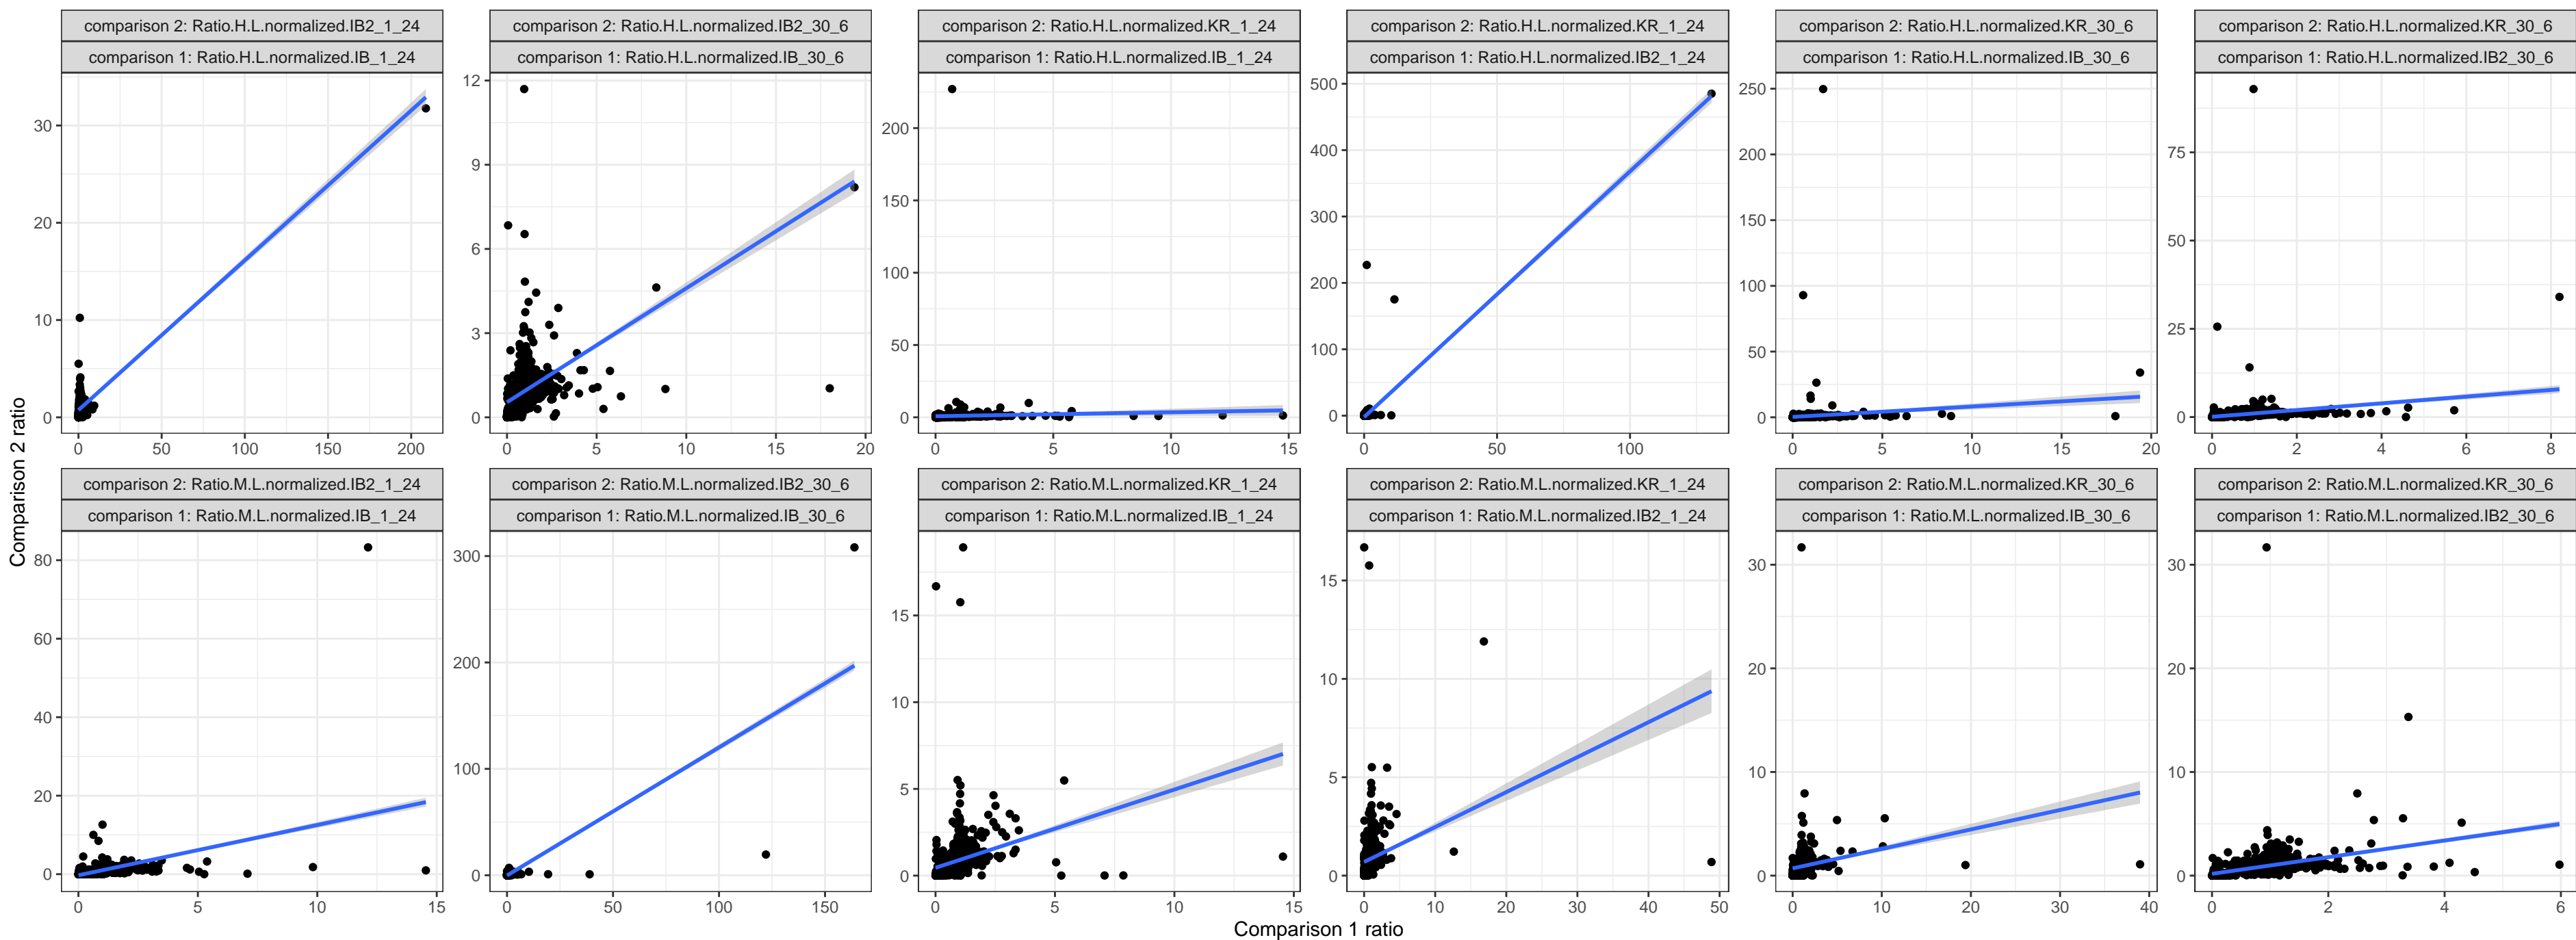 comparison 2: Ratio.H.L.normalized.IB2_1_24
comparison 1: Ratio.H.L.normalized.IB_1_24
30
20
10
0
0 50 100 150 200
comparison 2: Ratio.H.L.normalized.IB2_30_6
comparison 1: Ratio.H.L.normalized.IB_30_6
12
9
6
3
0
0 5 10 15 20
comparison 2: Ratio.H.L.normalized.KR_1_24
comparison 1: Ratio.H.L.normalized.IB_1_24
200
150
100
50
0
0 5 10 15
comparison 2: Ratio.H.L.normalized.KR_1_24
comparison 1: Ratio.H.L.normalized.IB2_1_24
500
400
300
200
100
0
0 50 100
comparison 2: Ratio.H.L.normalized.KR_30_6
comparison 1: Ratio.H.L.normalized.IB_30_6
250
200
150
100
50
0
0 5 10 15 20
comparison 2: Ratio.H.L.normalized.KR_30_6
comparison 1: Ratio.H.L.normalized.IB2_30_6
75
50
25
0
0 2 4 6 8
Comparison 2 ratio
comparison 2: Ratio.M.L.normalized.IB2_1_24
comparison 1: Ratio.M.L.normalized.IB_1_24
80
60
40
20
0
0 5 10 15
comparison 2: Ratio.M.L.normalized.IB2_30_6
comparison 1: Ratio.M.L.normalized.IB_30_6
300
200
100
0
0 50 100 150
comparison 2: Ratio.M.L.normalized.KR_1_24
comparison 1: Ratio.M.L.normalized.IB_1_24
15
10
5
0
0 5 10 15
comparison 2: Ratio.M.L.normalized.KR_1_24
comparison 1: Ratio.M.L.normalized.IB2_1_24
15
10
5
0
0 10 20 30 40 50
comparison 2: Ratio.M.L.normalized.KR_30_6
comparison 1: Ratio.M.L.normalized.IB_30_6
30
20
10
0
0 10 20 30 40
comparison 2: Ratio.M.L.normalized.KR_30_6
comparison 1: Ratio.M.L.normalized.IB2_30_6
30
20
10
0
0 2 4 6
Comparison 1 ratio